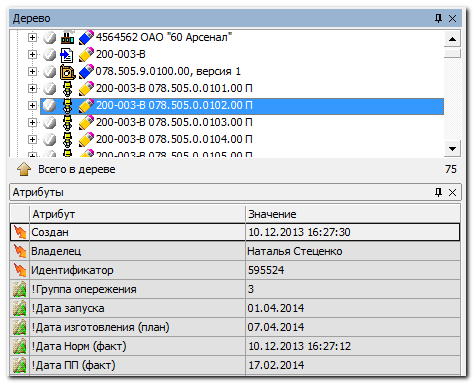 Дерево
4564562 ОАО "60 Арсенал"
200-003-В
078.505.9.0100.00, версия 1
200-003-В 078.505.0.0101.00 П
200-003-В 078.505.0.0102.00 П
200-003-В 078.505.0.0103.00 П
200-003-В 078.505.0.0104.00 П
200-003-В 078.505.0.0105.00 П
Всего в дереве 75
Атрибуты
Атрибут Значение
Создан 10.12.2013 16:27:30
Владелец Наталья Стеценко
Идентификатор 595524
!Группа опережения 3
!Дата запуска 01.04.2014
!Дата изготовления (план) 07.04.2014
!Дата Норм (факт) 10.12.2013 16:27:12
!Дата ПП (факт) 17.02.2014